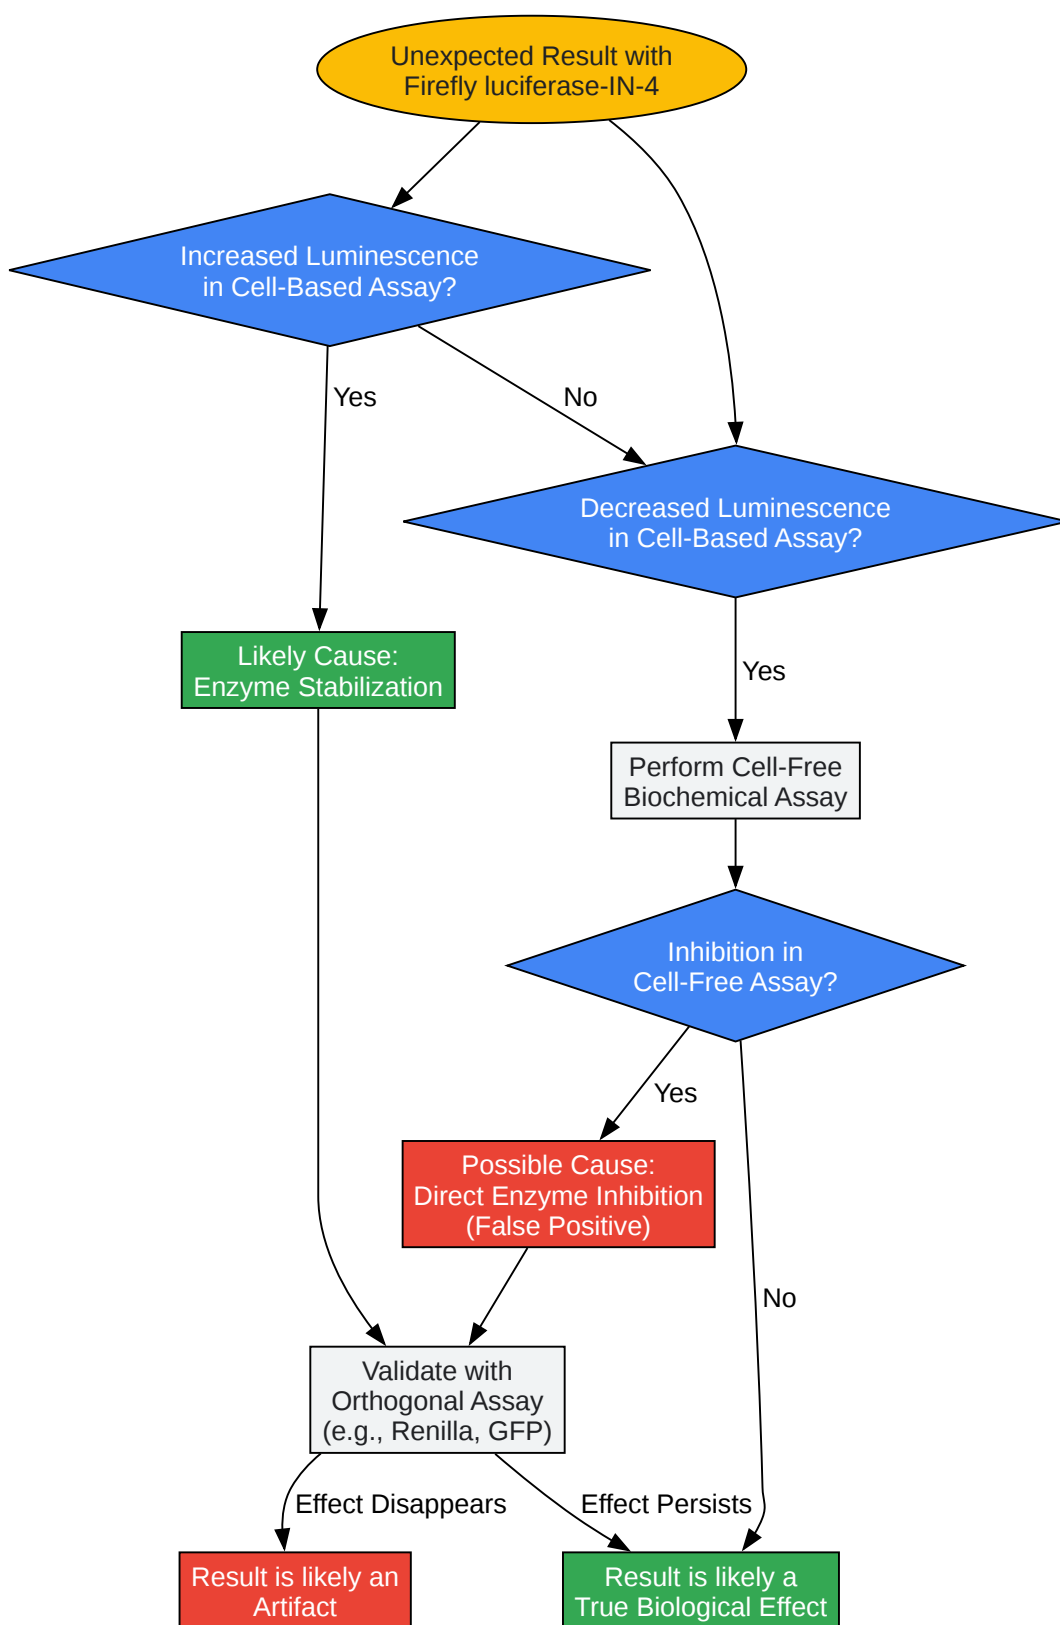 Unexpected Result with
Firefly luciferase-IN-4
Increased Luminescence
in Cell-Based Assay?
Yes
No
Decreased Luminescence
in Cell-Based Assay?
Likely Cause:
Enzyme Stabilization
Yes
Perform Cell-Free
Biochemical Assay
Inhibition in
Cell-Free Assay?
Yes
Possible Cause:
Direct Enzyme Inhibition
(False Positive)
No
Validate with
Orthogonal Assay
(e.g., Renilla, GFP)
Effect Disappears
Effect Persists
Result is likely an
Artifact
Result is likely a
True Biological Effect